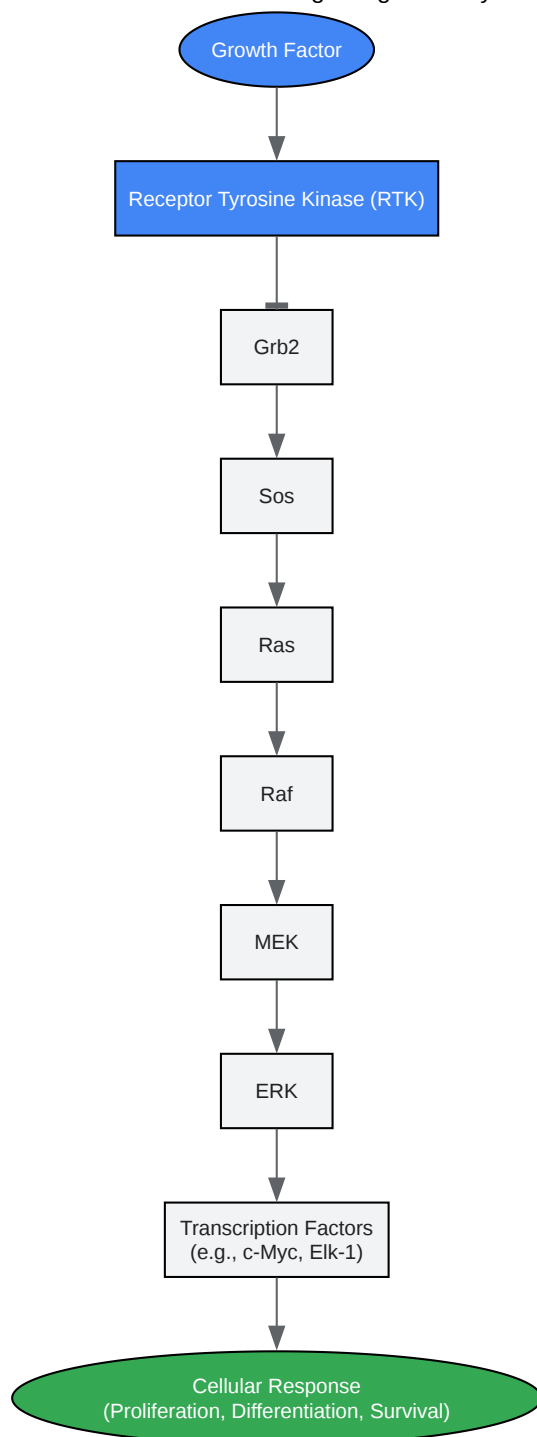 Growth Factor
Receptor Tyrosine Kinase (RTK)
Grb2
Sos
Ras
Raf
MEK
ERK
Transcription Factors
(e.g., c-Myc, Elk-1)
Cellular Response
(Proliferation, Differentiation, Survival)